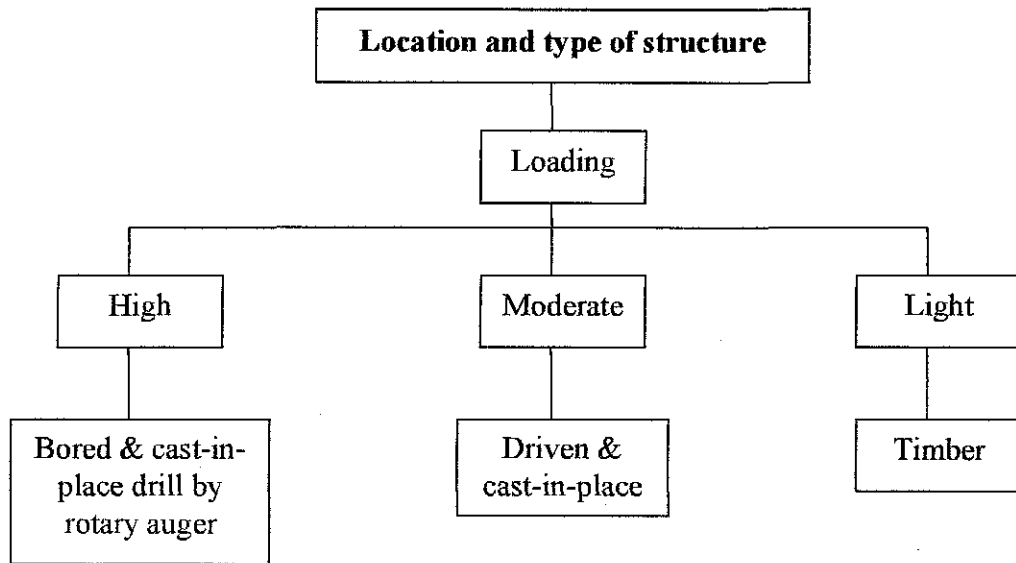 Location and type of structure
Loading
High
Moderate
Light
Bored & cast-in-
place drill by
rotary auger
Driven &
cast-in-place
Timber